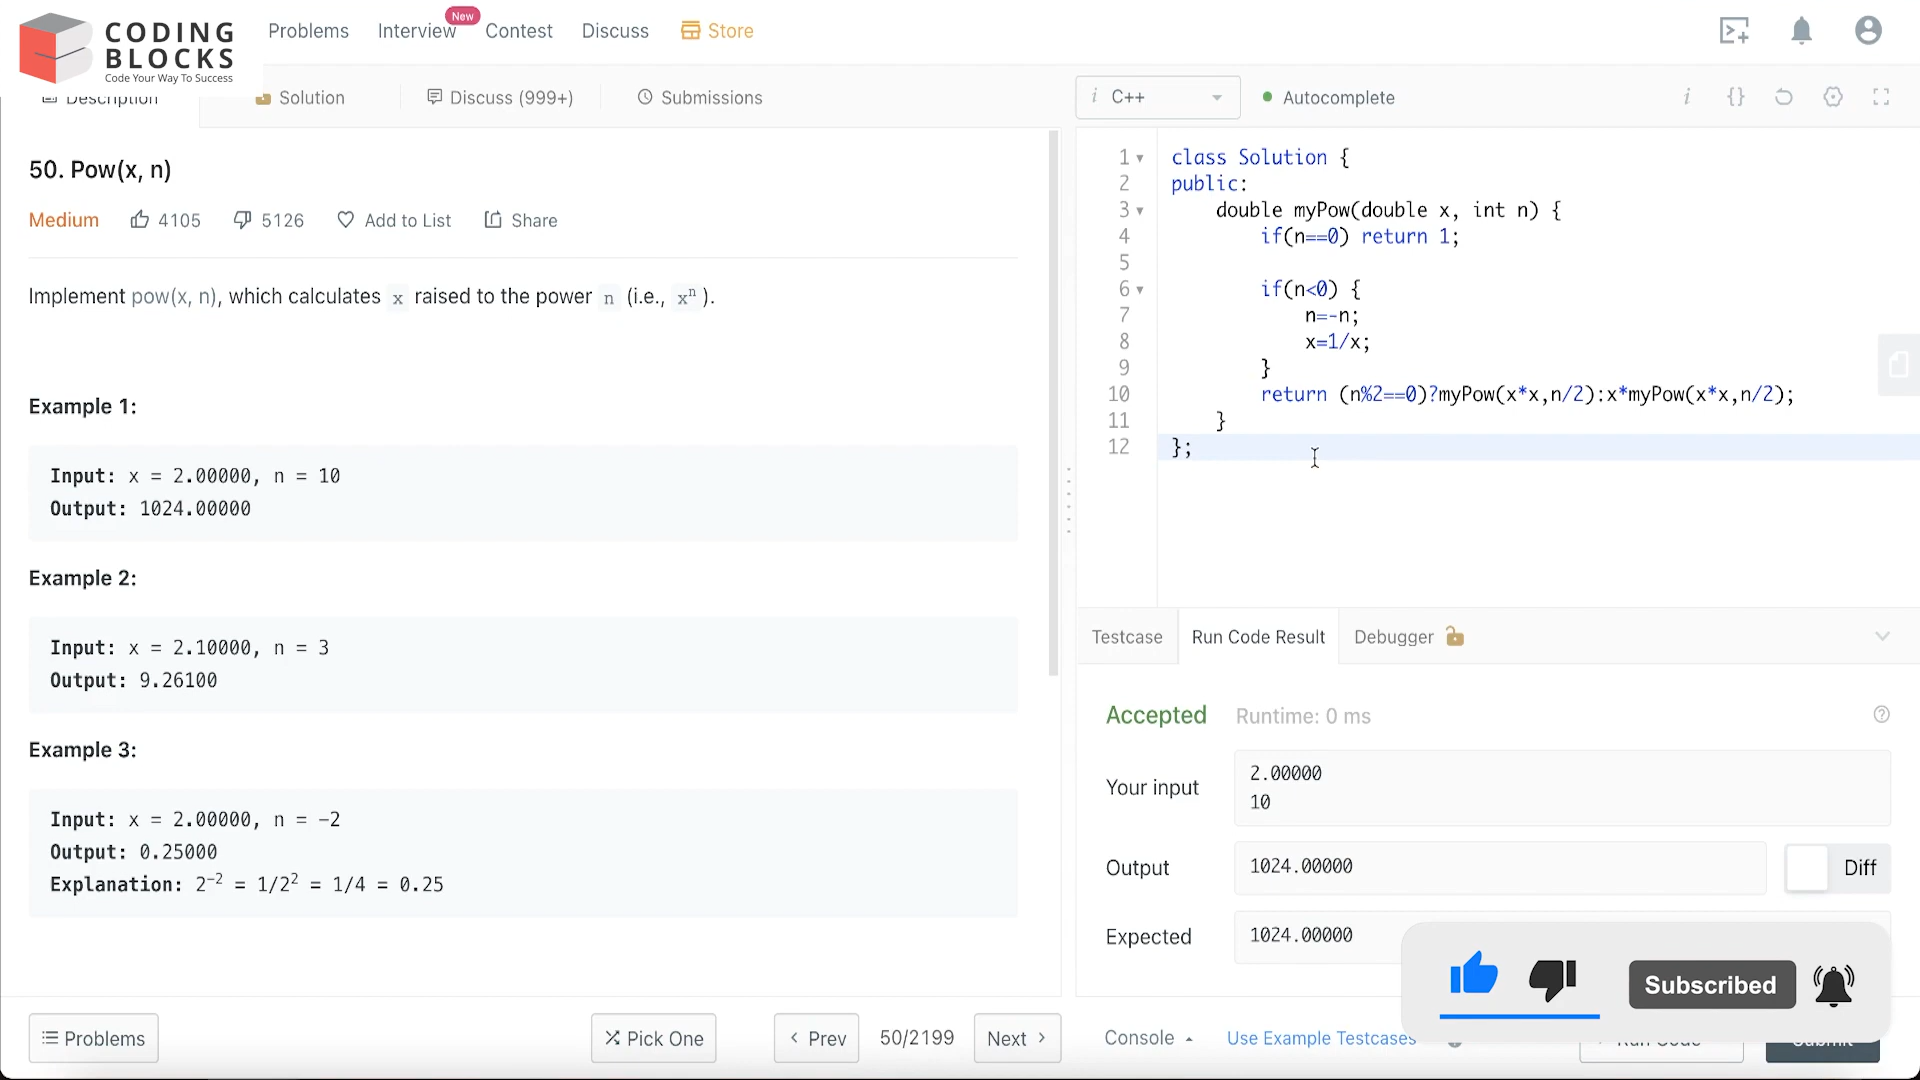 CODING
BLOCKS
Code Your Way To Success
Problems
Interview
New
Contest
Discuss
Store
Description
Solution
Discuss (999+)
Submissions
i C++
Autocomplete
i {}
50. Pow(x, n)
Medium
4105
5126
Add to List
Share
Implement pow(x, n), which calculates x raised to the power n (i.e., xⁿ ).
Example 1:
Input: x = 2.00000, n = 10
Output: 1024.00000
Example 2:
Input: x = 2.10000, n = 3
Output: 9.26100
Example 3:
Input: x = 2.00000, n = -2
Output: 0.25000
Explanation: 2⁻² = 1/2² = 1/4 = 0.25
1 class Solution {
2 public:
3 double myPow(double x, int n) {
4 if(n==0) return 1;
5
6 if(n<0) {
7 n=-n;
8 x=1/x;
9 }
10 return (n%2==0)?myPow(x*x,n/2):x*myPow(x*x,n/2);
11 }
12 };
Testcase
Run Code Result
Debugger
Accepted
Runtime: 0 ms
Your input
2.00000
10
Output
1024.00000
Diff
Expected
1024.00000
Subscribed
Problems
Pick One
Prev
50/2199
Next
Console
Use Example Testcases
Run Code
Submit